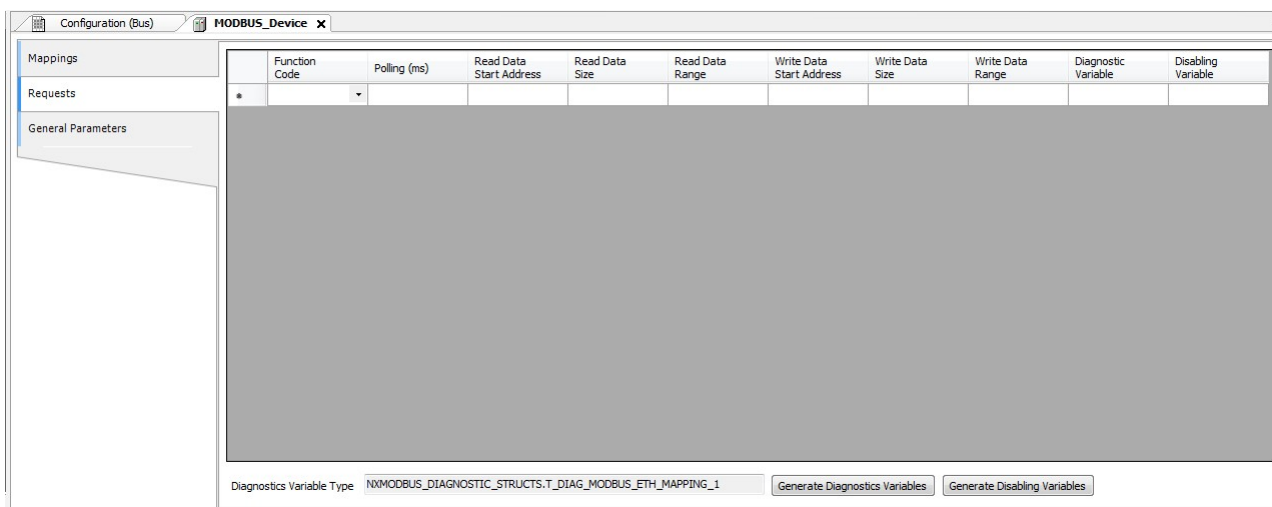 Configuration (Bus) MODBUS_Device X
Mappings
Requests
General Parameters
Function Code Polling (ms) Read Data Start Address Read Data Size Read Data Range Write Data Start Address Write Data Size Write Data Range Diagnostic Variable Disabling Variable
*
Diagnostics Variable Type NXMODBUS_DIAGNOSTIC_STRUCTS.T_DIAG_MODBUS_ETH_MAPPING_1 Generate Diagnostics Variables Generate Disabling Variables